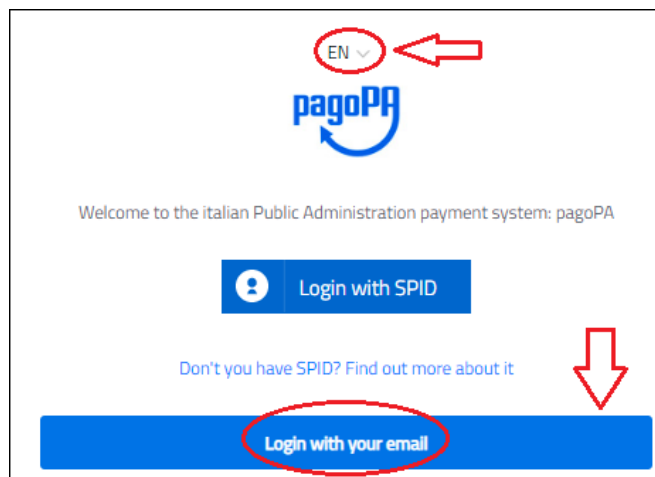 EN
pagoPA
Welcome to the italian Public Administration payment system: pagoPA
Login with SPID
Don't you have SPID? Find out more about it
Login with your email